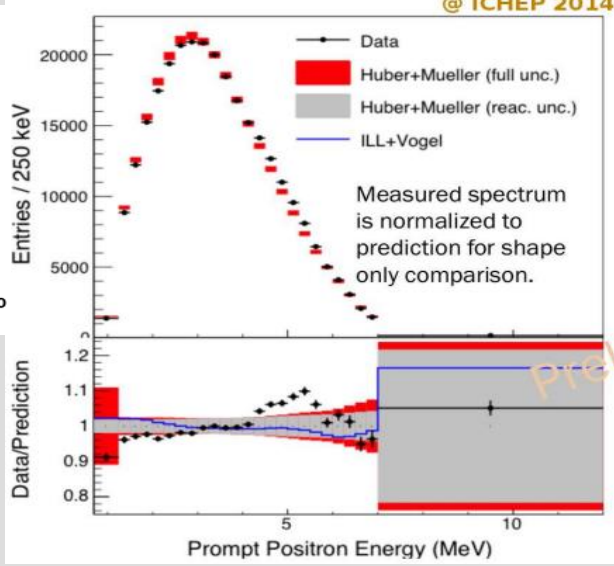 @ ICHEP 2014
Entries / 250 keV
20000
15000
10000
5000
0
Data
Huber+Mueller (full unc.)
Huber+Mueller (reac. unc.)
ILL+Vogel
Measured spectrum
is normalized to
prediction for shape
only comparison.
Data/Prediction
1.2
1.1
1
0.9
0.8
Prel
5
10
Prompt Positron Energy (MeV)